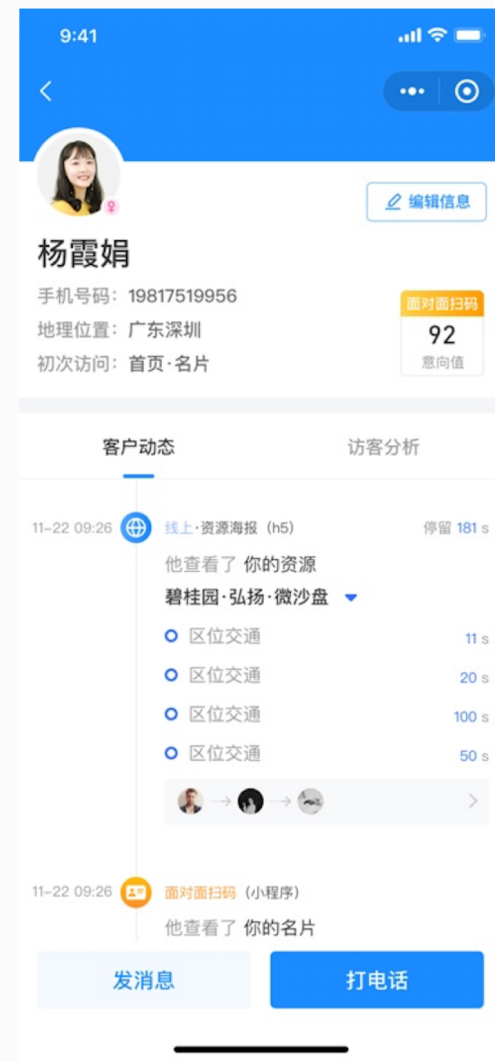 9:41
编辑信息
杨霞娟
手机号码：19817519956
地理位置：广东深圳
初次访问：首页·名片
面对面扫码
92
意向值
客户动态 访客分析
11-22 09:26 线上·资源海报（h5） 停留 181 s
他查看了 你的资源
碧桂园·弘扬·微沙盘
区位交通 11 s
区位交通 20 s
区位交通 100 s
区位交通 50 s
11-22 09:26 面对面扫码（小程序）
他查看了 你的名片
发消息 打电话